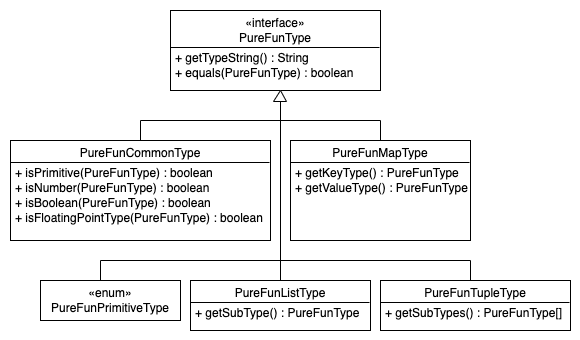 «interface»
PureFunType
+ getTypeString() : String
+ equals(PureFunType) : boolean
PureFunCommonType
+ isPrimitive(PureFunType) : boolean
+ isNumber(PureFunType) : boolean
+ isBoolean(PureFunType) : boolean
+ isFloatingPointType(PureFunType) : boolean
PureFunMapType
+ getKeyType() : PureFunType
+ getValueType() : PureFunType
«enum»
PureFunPrimitiveType
PureFunListType
+ getSubType() : PureFunType
PureFunTupleType
+ getSubTypes() : PureFunType[]